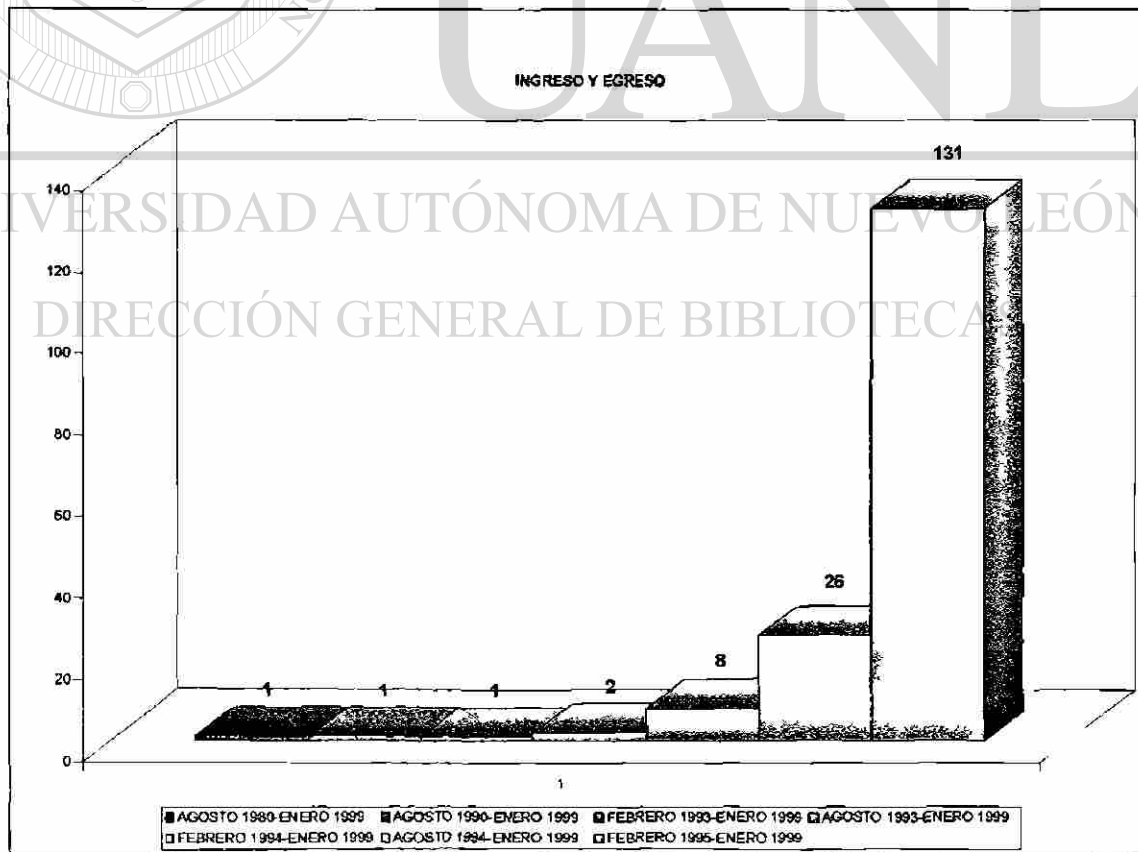 UANL
INGRESO Y EGRESO
131
140
UNIVERSIDAD AUTÓNOMA DE NUEVO LEÓN
120
DIRECCIÓN GENERAL DE BIBLIOTECAS
100
80
60
40
26
20
8
1 1 1 2
0
1
AGOSTO 1980-ENERO 1999 AGOSTO 1990-ENERO 1999 FEBRERO 1993-ENERO 1999 AGOSTO 1993-ENERO 1999
FEBRERO 1994-ENERO 1999 AGOSTO 1994-ENERO 1999 FEBRERO 1995-ENERO 1999